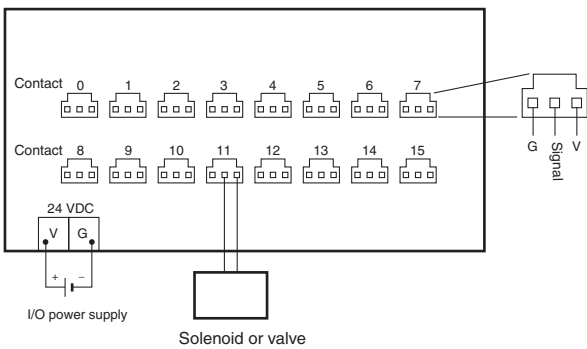 Contact 0 1 2 3 4 5 6 7
G Signal V
Contact 8 9 10 11 12 13 14 15
24 VDC
V G
+ −
I/O power supply
Solenoid or valve